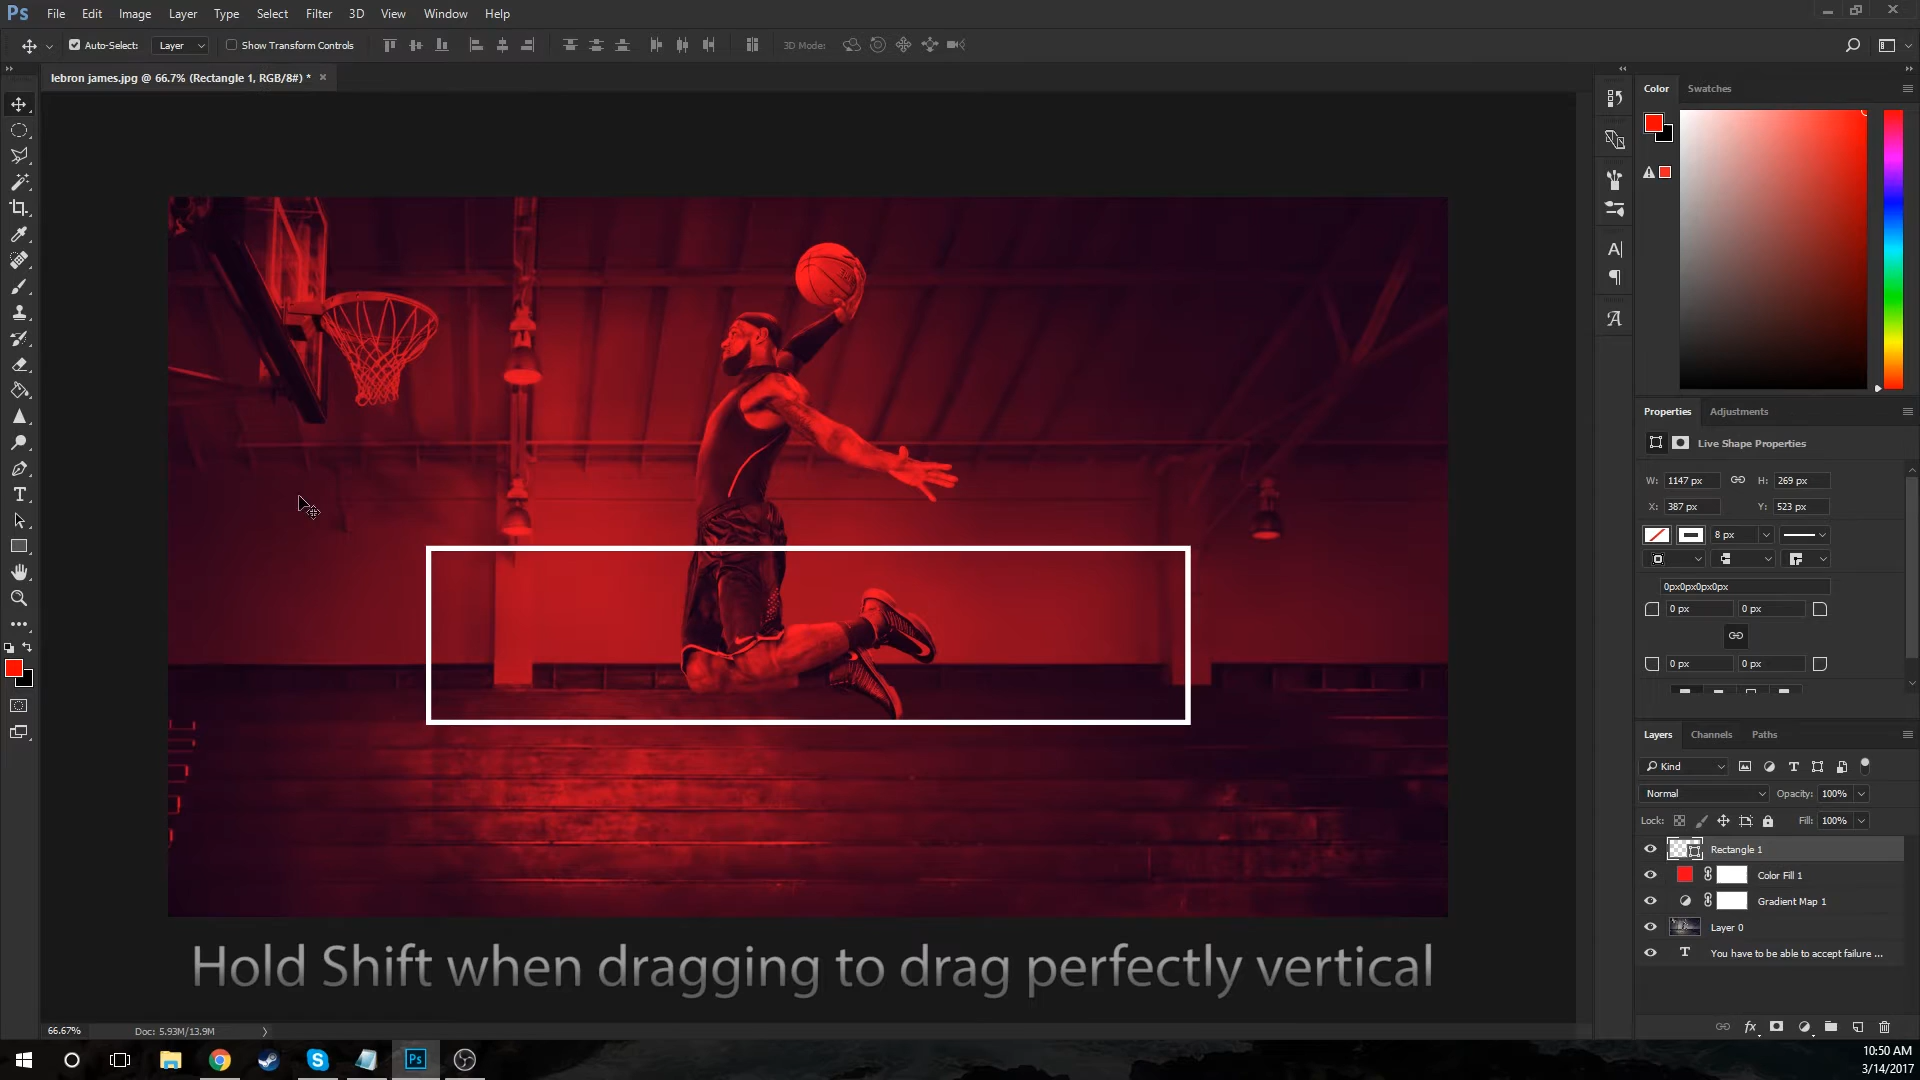 Ps File Edit Image Layer Type Select Filter 3D View Window Help
Auto-Select: Layer Show Transform Controls 3D Mode:
lebron james.jpg @ 66.7% (Rectangle 1, RGB/8#) *
Color Swatches
Properties Adjustments
Live Shape Properties
W: 1147 px H: 269 px
X: 387 px Y: 523 px
8 px
0px0px0px0px
0 px 0 px
0 px 0 px
Layers Channels Paths
Kind
Normal Opacity: 100%
Lock: Fill: 100%
Rectangle 1
Color Fill 1
Gradient Map 1
Layer 0
You have to be able to accept failure ...
Hold Shift when dragging to drag perfectly vertical
66.67% Doc: 5.93M/13.9M
Ps
10:50 AM
3/14/2017